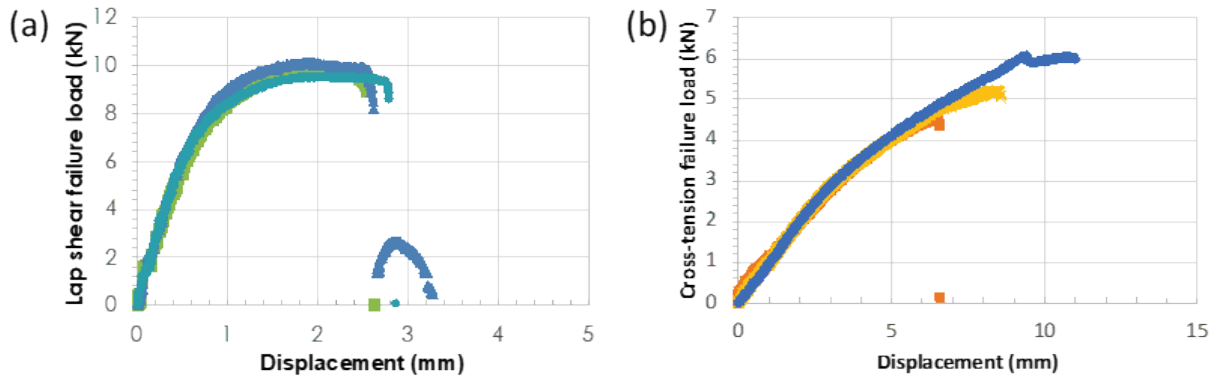 (a)
Lap shear failure load (kN)
12
10
8
6
4
2
0
0 1 2 3 4 5
Displacement (mm)
(b)
Cross-tension failure load (kN)
7
6
5
4
3
2
1
0
0 5 10 15
Displacement (mm)